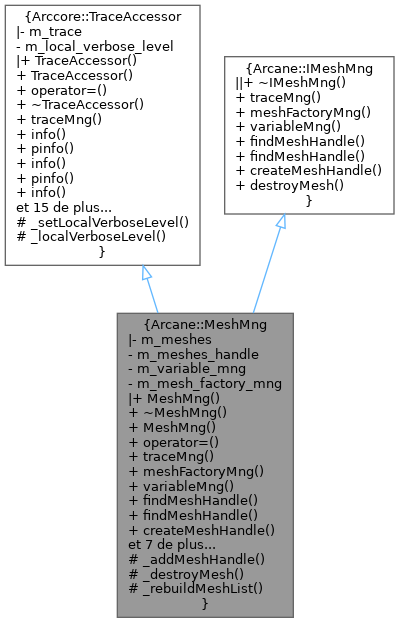 {Arccore::TraceAccessor
|- m_trace
- m_local_verbose_level
|+ TraceAccessor()
+ TraceAccessor()
+ operator=()
+ ~TraceAccessor()
+ traceMng()
+ info()
+ pinfo()
+ info()
+ pinfo()
+ info()
et 15 de plus...
# _setLocalVerboseLevel()
# _localVerboseLevel()
}
{Arcane::IMeshMng
||+ ~IMeshMng()
+ traceMng()
+ meshFactoryMng()
+ variableMng()
+ findMeshHandle()
+ findMeshHandle()
+ createMeshHandle()
+ destroyMesh()
}
{Arcane::MeshMng
|- m_meshes
- m_meshes_handle
- m_variable_mng
- m_mesh_factory_mng
|+ MeshMng()
+ ~MeshMng()
+ MeshMng()
+ operator=()
+ traceMng()
+ meshFactoryMng()
+ variableMng()
+ findMeshHandle()
+ findMeshHandle()
+ createMeshHandle()
et 7 de plus...
# _addMeshHandle()
# _destroyMesh()
# _rebuildMeshList()
}